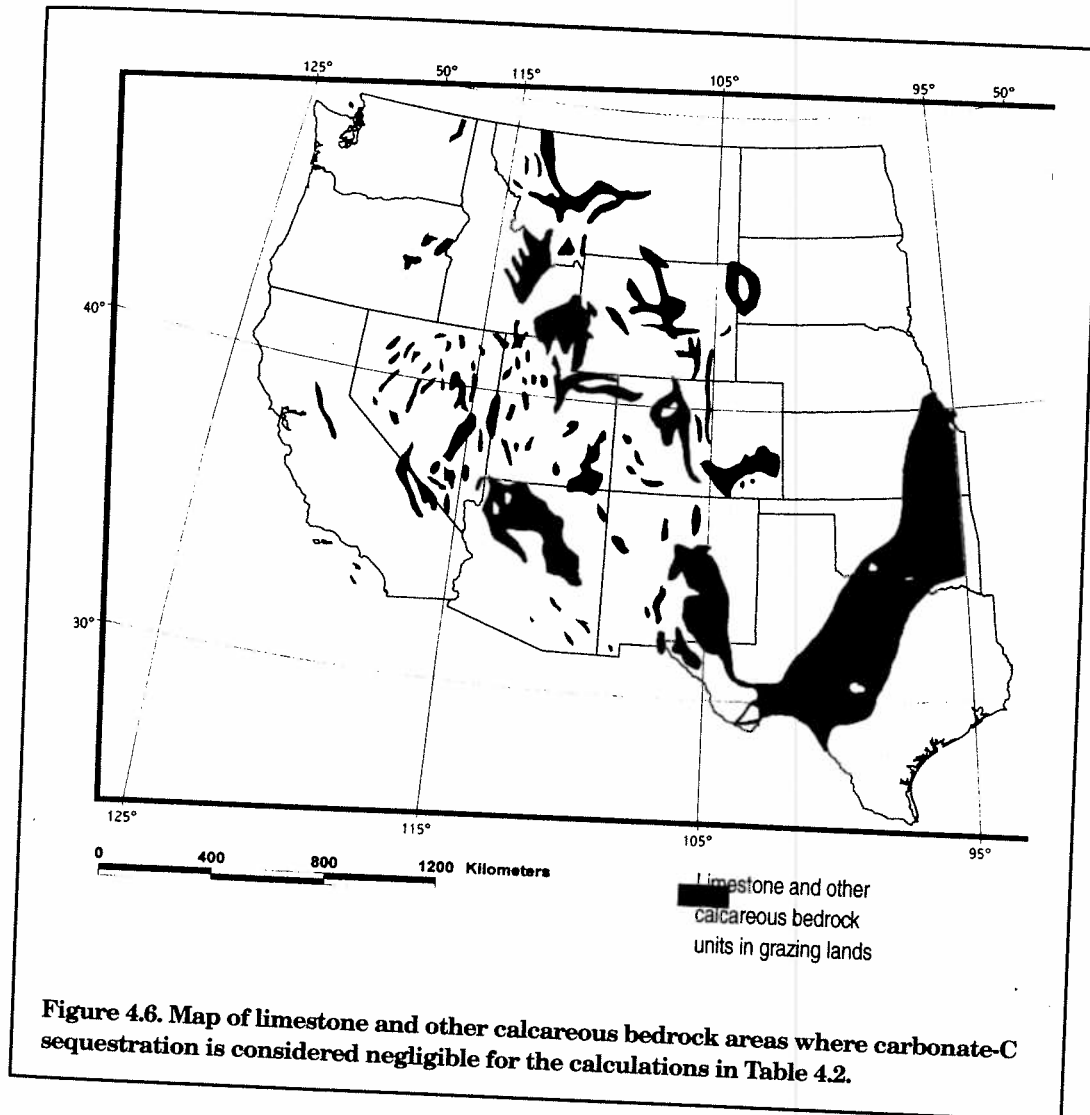 125° 50° 115° 105° 95° 50°
40°
30°
125° 115° 105° 95°
0 400 800 1200 Kilometers
Limestone and other
calcareous bedrock
units in grazing lands
Figure 4.6. Map of limestone and other calcareous bedrock areas where carbonate-C
sequestration is considered negligible for the calculations in Table 4.2.